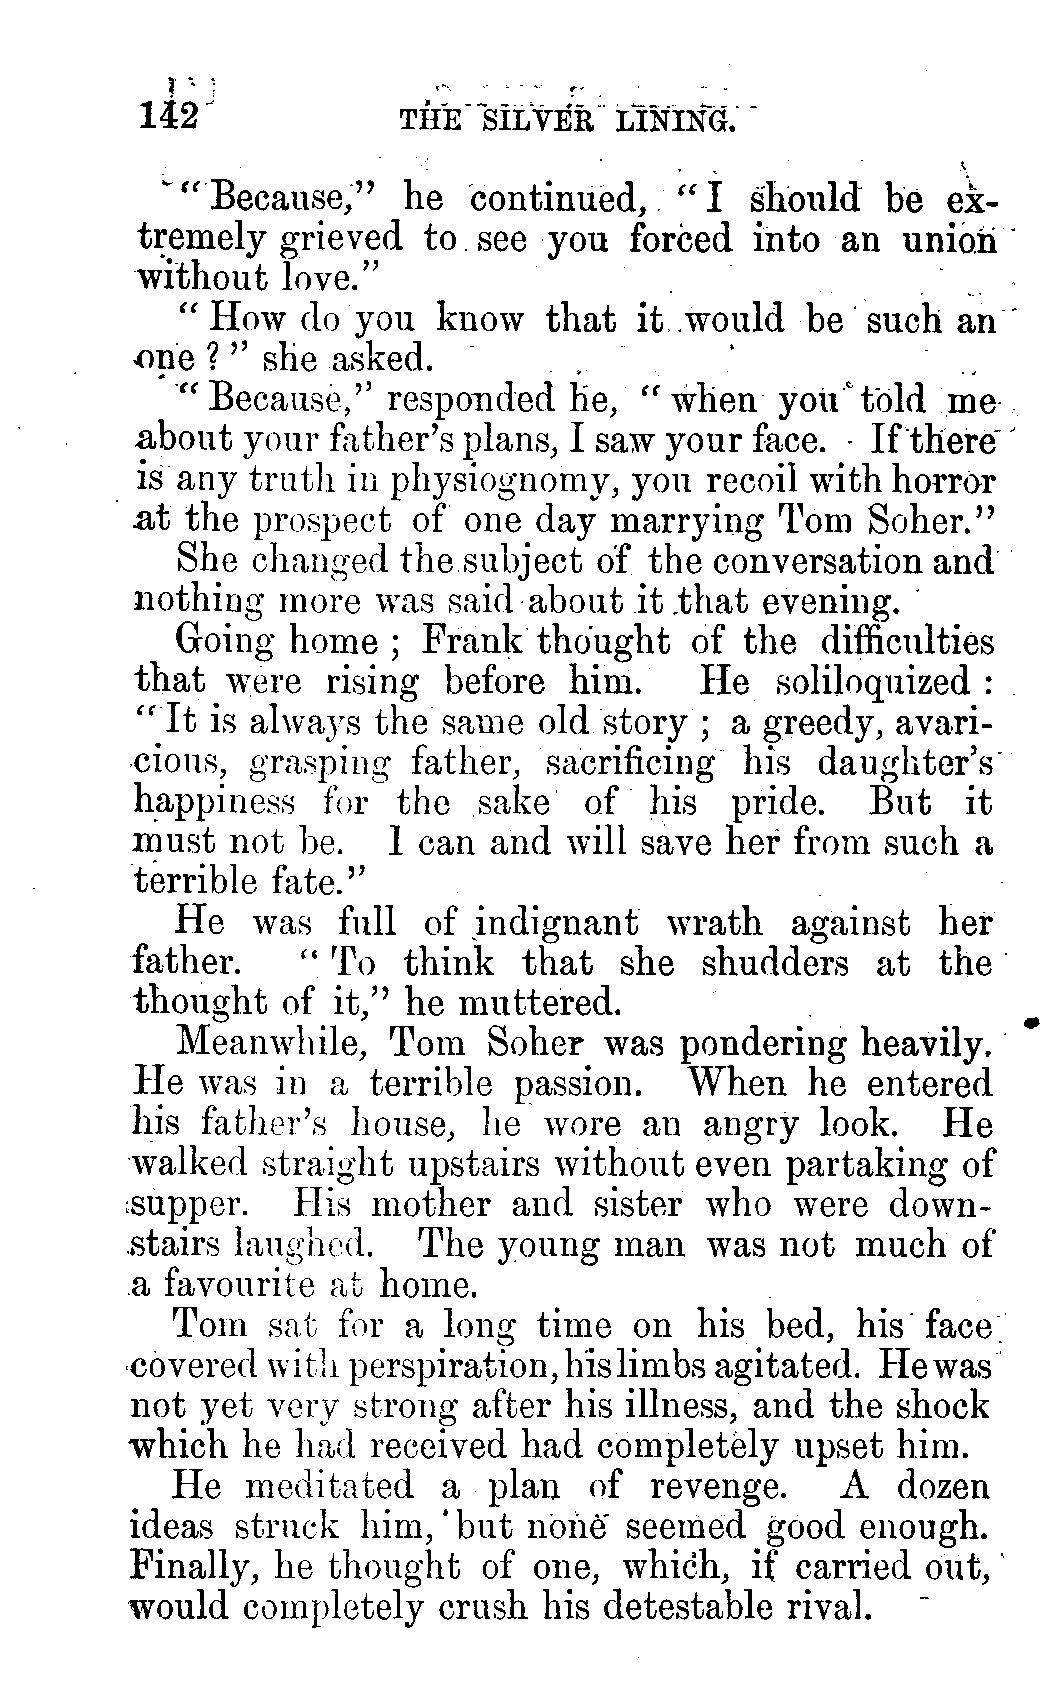 142 THE SILVER LINING.
"Because," he continued, "I should be ex-
tremely grieved to see you forced into an union
without love."
"How do you know that it would be such an
one?" she asked.
"Because," responded he, "when you told me
about your father's plans, I saw your face. If there
is any truth in physiognomy, you recoil with horror
at the prospect of one day marrying Tom Soher."
She changed the subject of the conversation and
nothing more was said about it that evening.
Going home ; Frank thought of the difficulties
that were rising before him. He soliloquized :
"It is always the same old story ; a greedy, avari-
cious, grasping father, sacrificing his daughter's
happiness for the sake of his pride. But it
must not be. I can and will save her from such a
terrible fate."
He was full of indignant wrath against her
father. "To think that she shudders at the
thought of it," he muttered.
Meanwhile, Tom Soher was pondering heavily.
He was in a terrible passion. When he entered
his father's house, he wore an angry look. He
walked straight upstairs without even partaking of
supper. His mother and sister who were down-
stairs laughed. The young man was not much of
a favourite at home.
Tom sat for a long time on his bed, his face
covered with perspiration, his limbs agitated. He was
not yet very strong after his illness, and the shock
which he had received had completely upset him.
He meditated a plan of revenge. A dozen
ideas struck him, but none seemed good enough.
Finally, he thought of one, which, if carried out,
would completely crush his detestable rival.